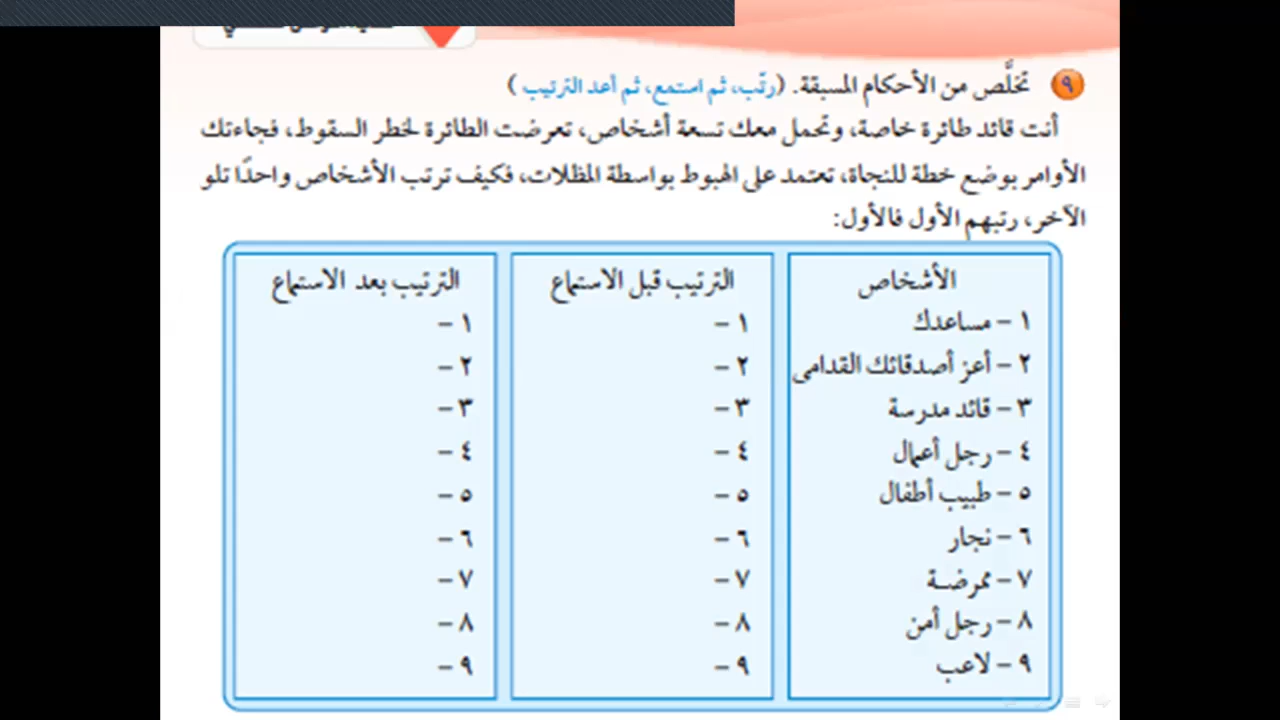 ٩ تخلَّص من الأحكام المسبقة. (رتّب، ثم استمع، ثم أعد الترتيب)
أنت قائد طائرة خاصة، وتحمل معك تسعة أشخاص، تعرضت الطائرة لخطر السقوط، فجاءتك
الأوامر بوضع خطة للنجاة، تعتمد على الهبوط بواسطة المظلات، فكيف ترتب الأشخاص واحدًا تلو
الآخر، رتبهم الأول فالأول:
الأشخاص
١ - مساعدك
٢ - أعز أصدقائك القدامى
٣ - قائد مدرسة
٤ - رجل أعمال
٥ - طبيب أطفال
٦ - نجار
٧ - ممرضة
٨ - رجل أمن
٩ - لاعب
الترتيب قبل الاستماع
١ -
٢ -
٣ -
٤ -
٥ -
٦ -
٧ -
٨ -
٩ -
الترتيب بعد الاستماع
١ -
٢ -
٣ -
٤ -
٥ -
٦ -
٧ -
٨ -
٩ -